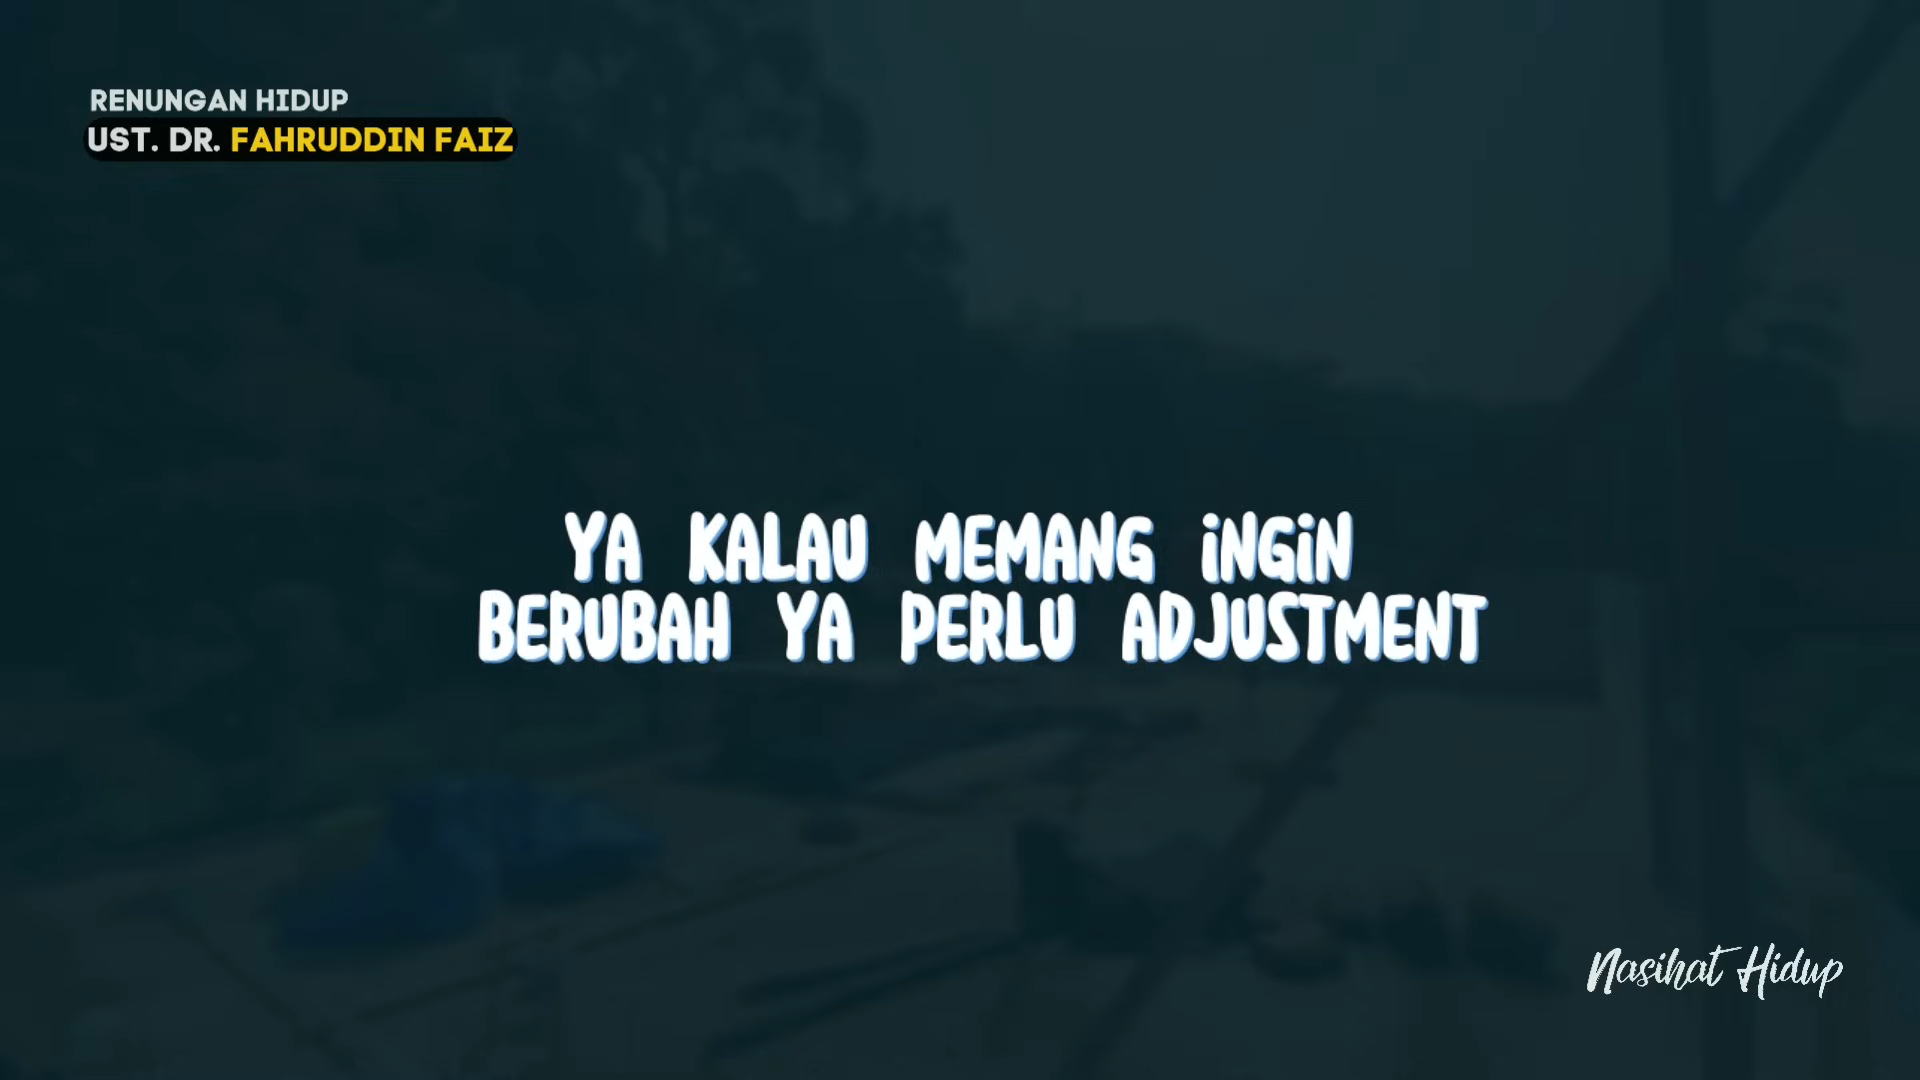 RENUNGAN HIDUP
UST. DR. FAHRUDDIN FAIZ
YA KALAU MEMANG iNGiN
BERUBAH YA PERLU ADJUSTMENT
Nasihat Hidup